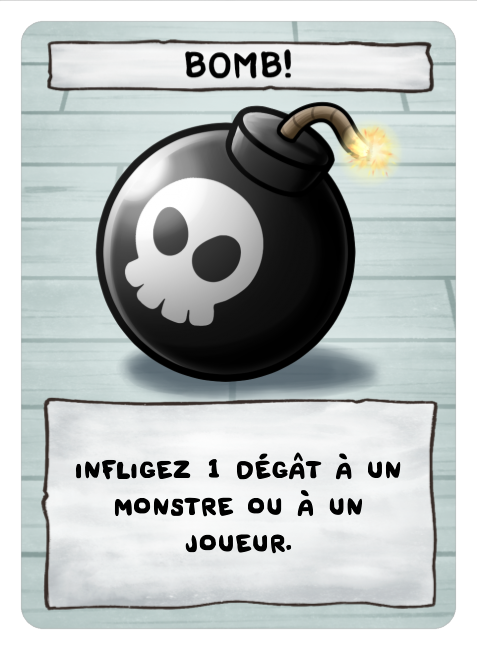 BOMB!
INFLIGEZ 1 DÉGÂT À UN
MONSTRE OU À UN
JOUEUR.